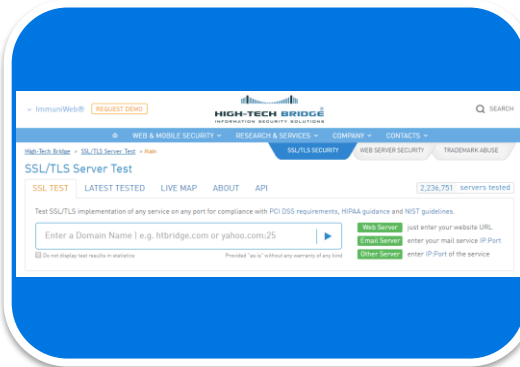 ImmuniWeb® REQUEST DEMO
HIGH-TECH BRIDGE
INFORMATION SECURITY SOLUTIONS
SEARCH
WEB & MOBILE SECURITY RESEARCH & SERVICES COMPANY CONTACTS
High-Tech Bridge > SSL/TLS Server Test > Main
SSL/TLS SECURITY WEB SERVER SECURITY TRADEMARK ABUSE
SSL/TLS Server Test
SSL TEST LATEST TESTED LIVE MAP ABOUT API 2,236,751 servers tested
Test SSL/TLS implementation of any service on any port for compliance with PCI DSS requirements, HIPAA guidance and NIST guidelines.
Enter a Domain Name | e.g. htbridge.com or yahoo.com:25
Web Server just enter your website URL
Email Server enter your mail service IP:Port
Other Server enter IP:Port of the service
Do not display test results in statistics Provided "as is" without any warranty of any kind